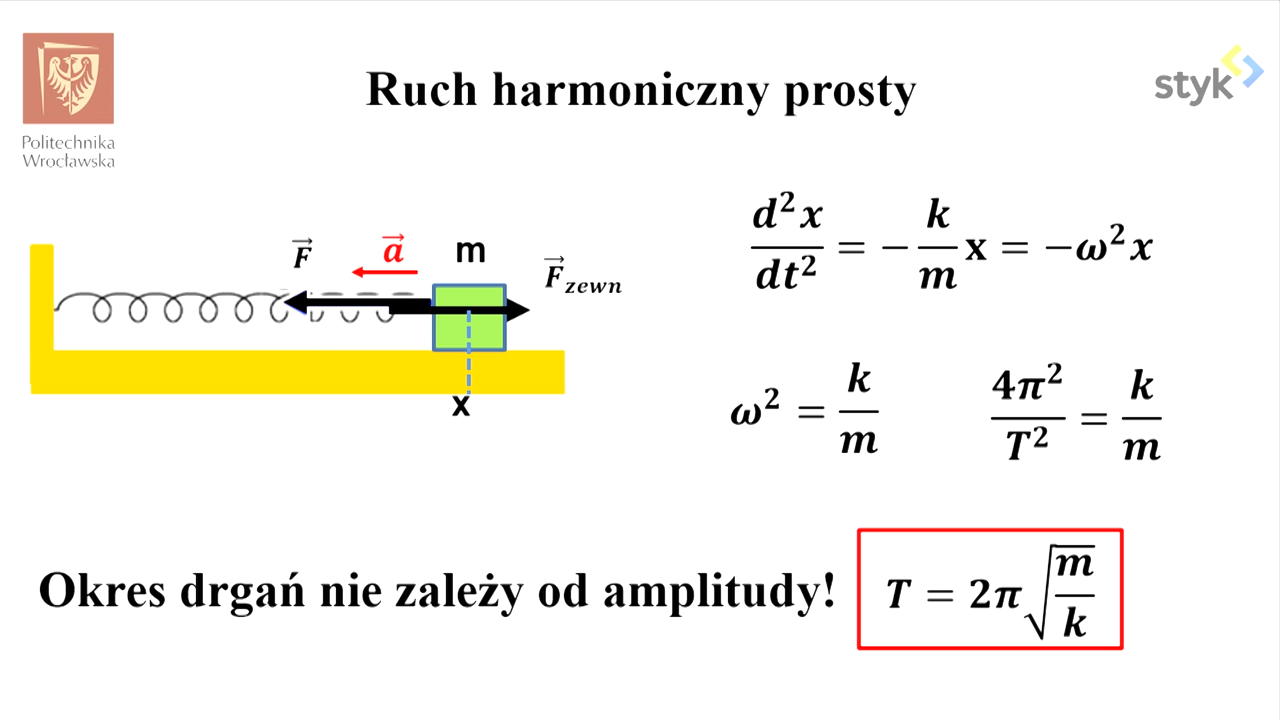 Politechnika
Wrocławska
Ruch harmoniczny prosty
styk
F⃗
a⃗
m
F⃗zewn
x
d²x/dt² = −k/m x = −ω²x
ω² = k/m
4π²/T² = k/m
Okres drgań nie zależy od amplitudy!
T = 2π√(m/k)